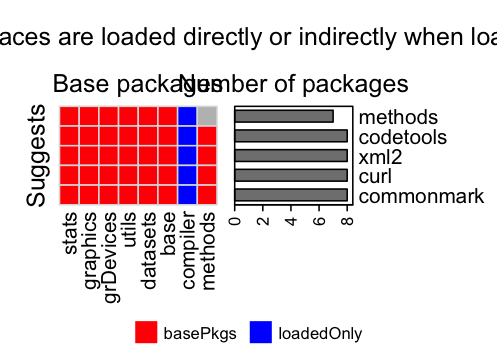 aces are loaded directly or indirectly when loa
Base packages
Number of packages
Suggests
methods
codetools
xml2
curl
commonmark
stats
graphics
grDevices
utils
datasets
base
compiler
methods
0 2 4 6 8
basePkgs loadedOnly